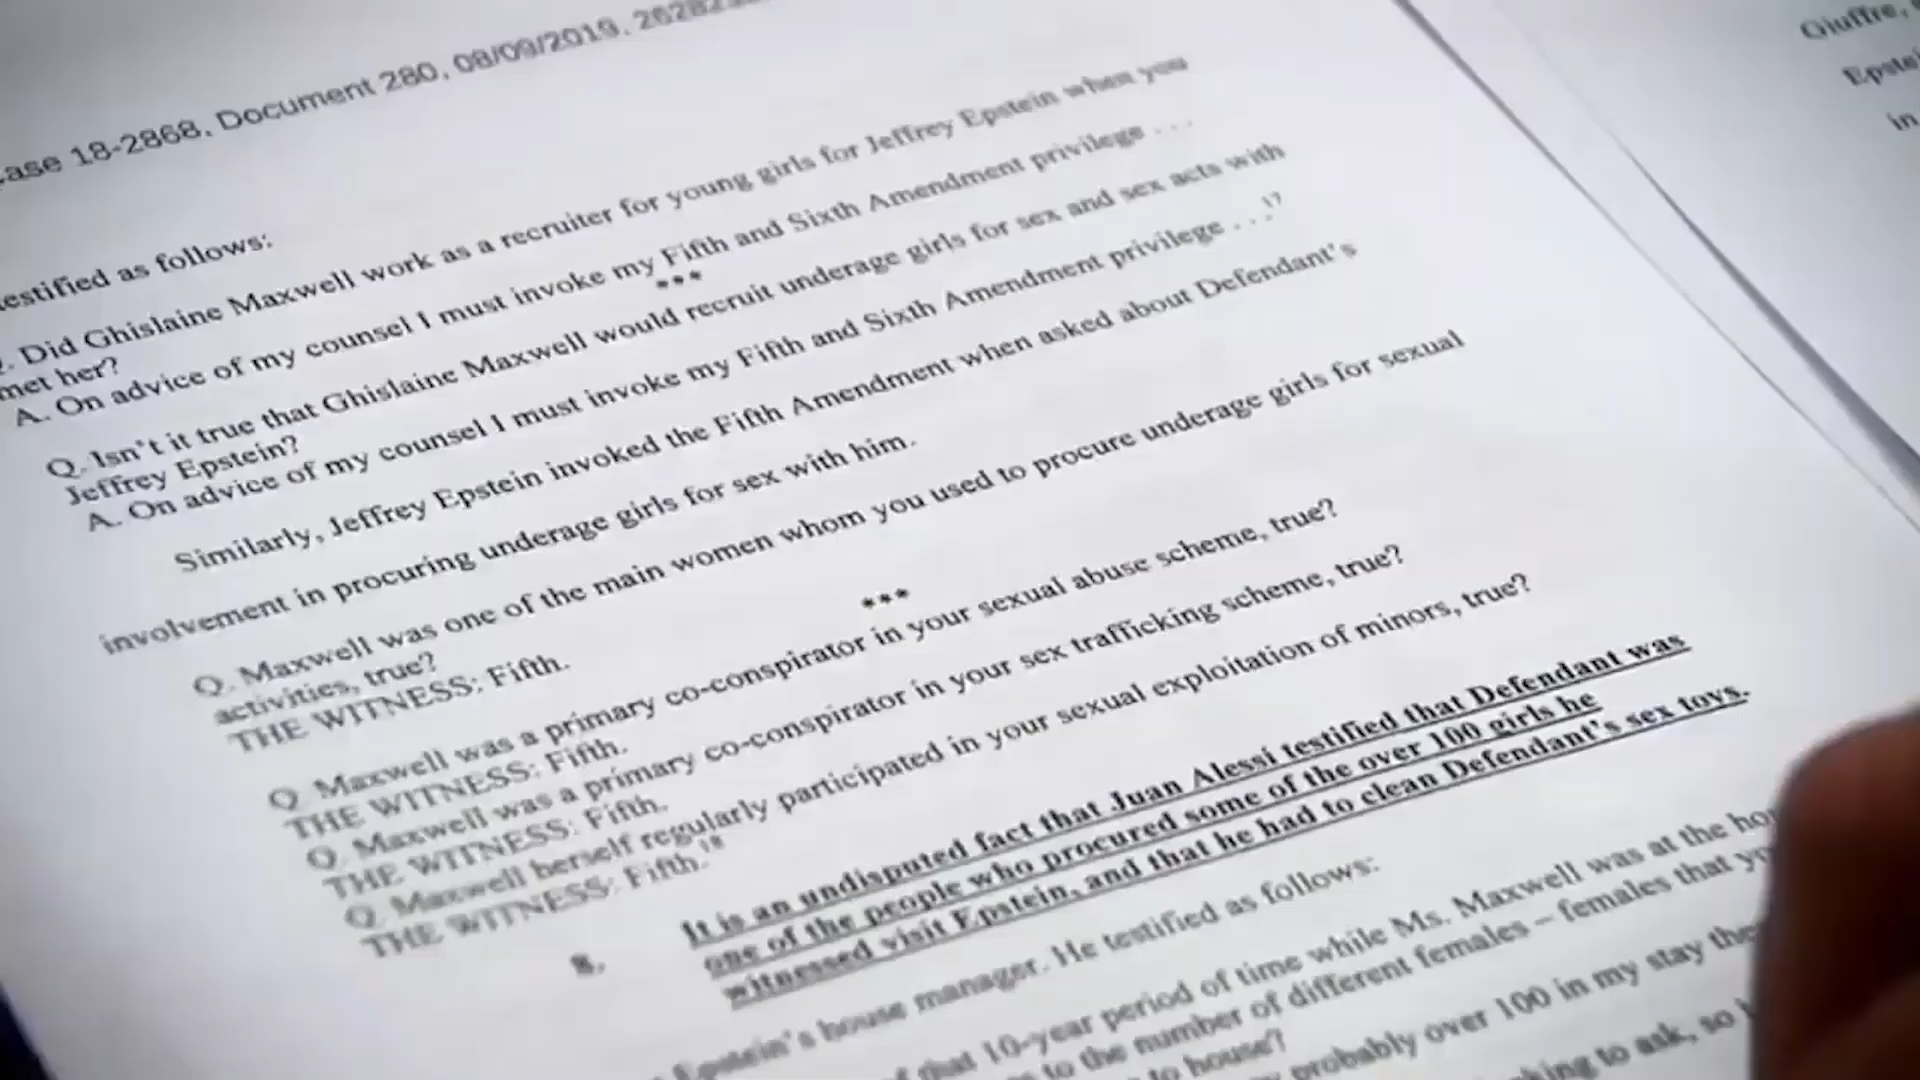 ase 18-2868, Document 280, 08/09/2019, 262823
testified as follows:
Q. Did Ghislaine Maxwell work as a recruiter for young girls for Jeffrey Epstein when you
met her?
A. On advice of my counsel I must invoke my Fifth and Sixth Amendment privilege . . .
***
Q. Isn't it true that Ghislaine Maxwell would recruit underage girls for sex and sex acts with
Jeffrey Epstein?
A. On advice of my counsel I must invoke my Fifth and Sixth Amendment privilege . . . .17
Similarly, Jeffrey Epstein invoked the Fifth Amendment when asked about Defendant's
involvement in procuring underage girls for sex with him.
Q. Maxwell was one of the main women whom you used to procure underage girls for sexual
activities, true?
THE WITNESS: Fifth.
***
Q. Maxwell was a primary co-conspirator in your sexual abuse scheme, true?
THE WITNESS: Fifth.
Q. Maxwell was a primary co-conspirator in your sex trafficking scheme, true?
THE WITNESS: Fifth.
Q. Maxwell herself regularly participated in your sexual exploitation of minors, true?
THE WITNESS: Fifth.18
8. It is an undisputed fact that Juan Alessi testified that Defendant was
one of the people who procured some of the over 100 girls he
witnessed visit Epstein, and that he had to clean Defendant's sex toys.
Epstein's house manager. He testified as follows:
that 10-year period of time while Ms. Maxwell was at the ho
to the number of different females – females that yo
to house?
probably over 100 in my stay the
king to ask, so
Giuffre,
Epste
in